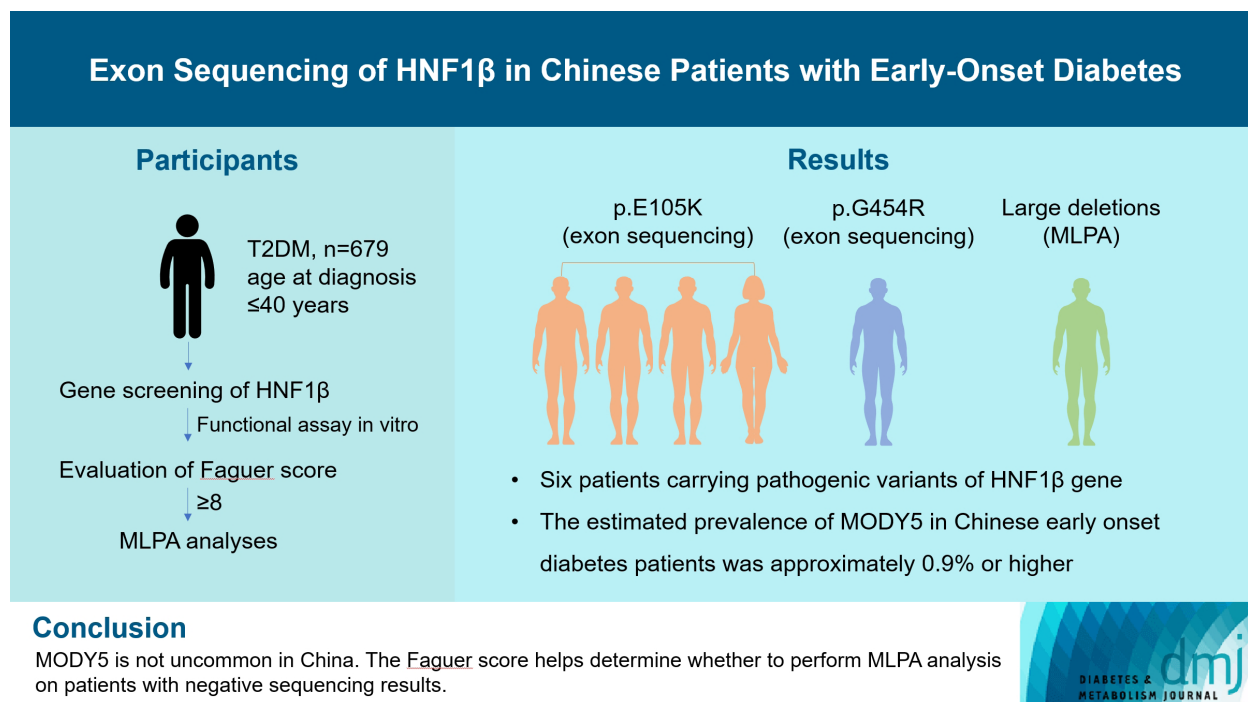 Exon Sequencing of HNF1β in Chinese Patients with Early-Onset Diabetes
Participants
T2DM, n=679
age at diagnosis
≤40 years
Gene screening of HNF1β
Functional assay in vitro
Evaluation of Faguer score
≥8
MLPA analyses
Results
p.E105K
(exon sequencing)
p.G454R
(exon sequencing)
Large deletions
(MLPA)
• Six patients carrying pathogenic variants of HNF1β gene
• The estimated prevalence of MODY5 in Chinese early onset
diabetes patients was approximately 0.9% or higher
Conclusion
MODY5 is not uncommon in China. The Faguer score helps determine whether to perform MLPA analysis
on patients with negative sequencing results.
dmj
DIABETES &
METABOLISM JOURNAL